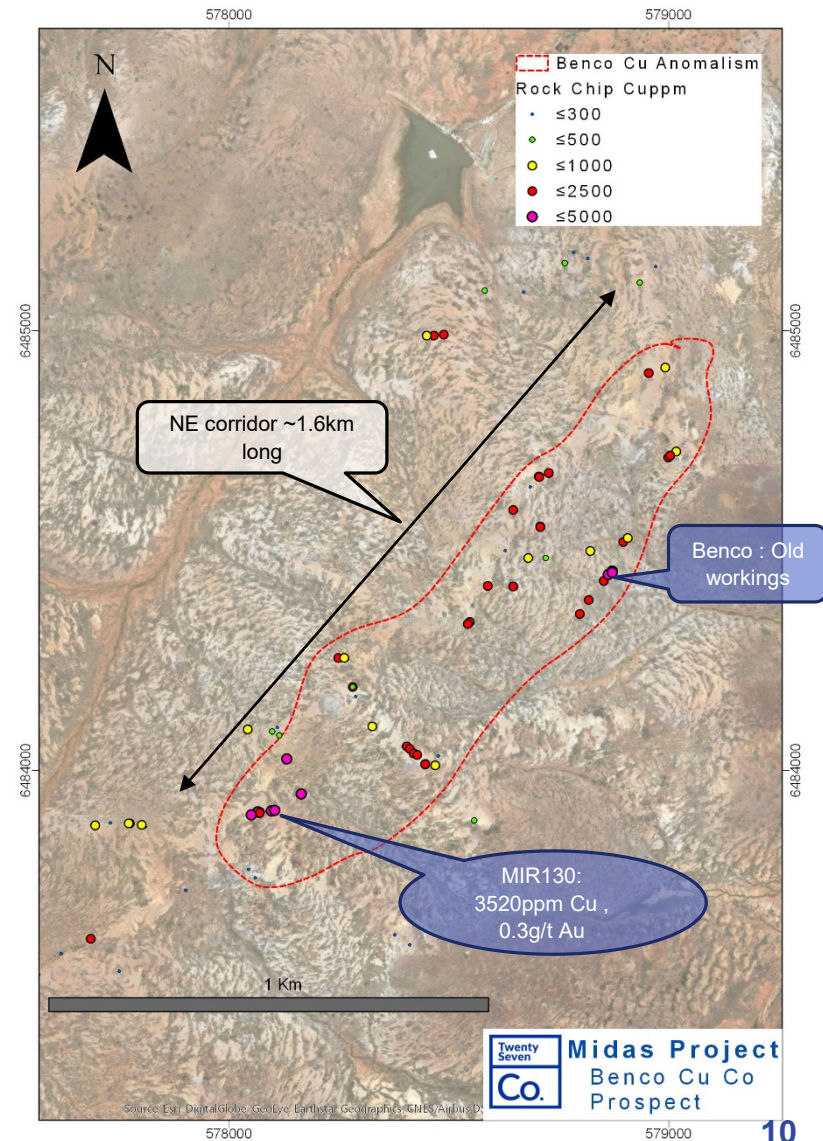 578000
579000
N
Benco Cu Anomalism
Rock Chip Cuppm
≤300
≤500
≤1000
≤2500
≤5000
6485000
6485000
NE corridor ~1.6km
long
Benco : Old
workings
6484000
6484000
MIR130:
3520ppm Cu ,
0.3g/t Au
1 Km
Twenty
Seven
Co.
Midas Project
Benco Cu Co
Prospect
Source: Esri, DigitalGlobe, GeoEye, Earthstar Geographics, CNES/Airbus DS
578000
579000
10